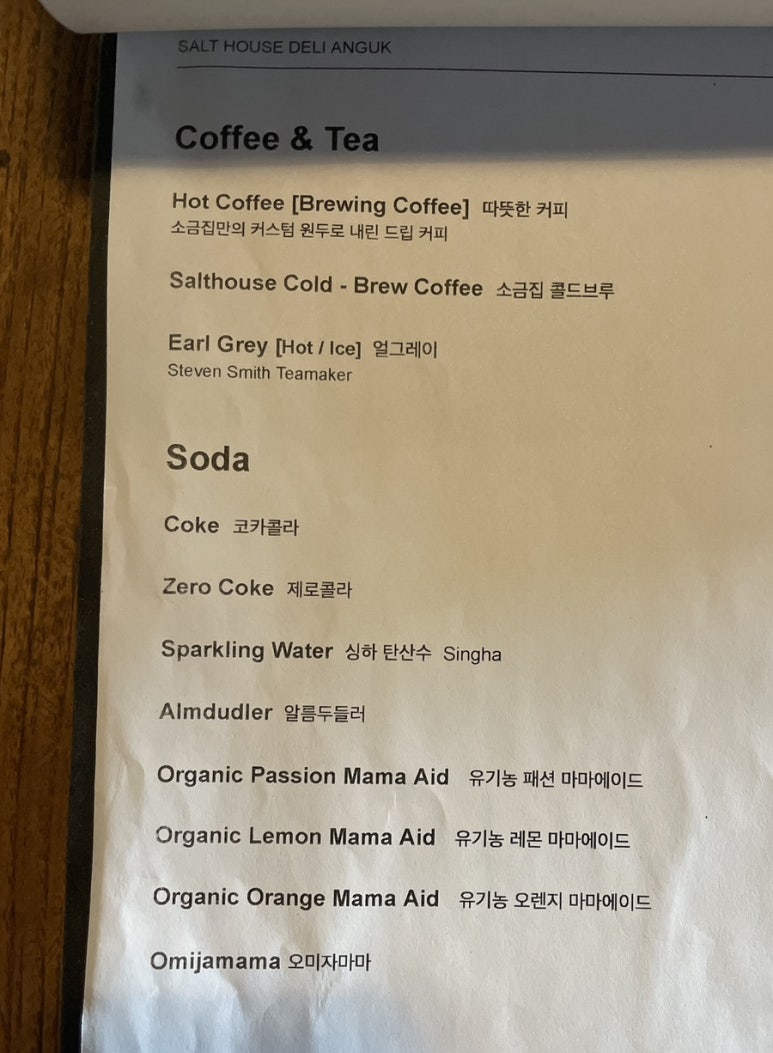 SALT HOUSE DELI ANGUK
Coffee & Tea
Hot Coffee [Brewing Coffee] 따뜻한 커피
소금집만의 커스텀 원두로 내린 드립 커피
Salthouse Cold - Brew Coffee 소금집 콜드브루
Earl Grey [Hot / Ice] 얼그레이
Steven Smith Teamaker
Soda
Coke 코카콜라
Zero Coke 제로콜라
Sparkling Water 싱하 탄산수 Singha
Almdudler 알름두들러
Organic Passion Mama Aid 유기농 패션 마마에이드
Organic Lemon Mama Aid 유기농 레몬 마마에이드
Organic Orange Mama Aid 유기농 오렌지 마마에이드
Omijamama 오미자마마